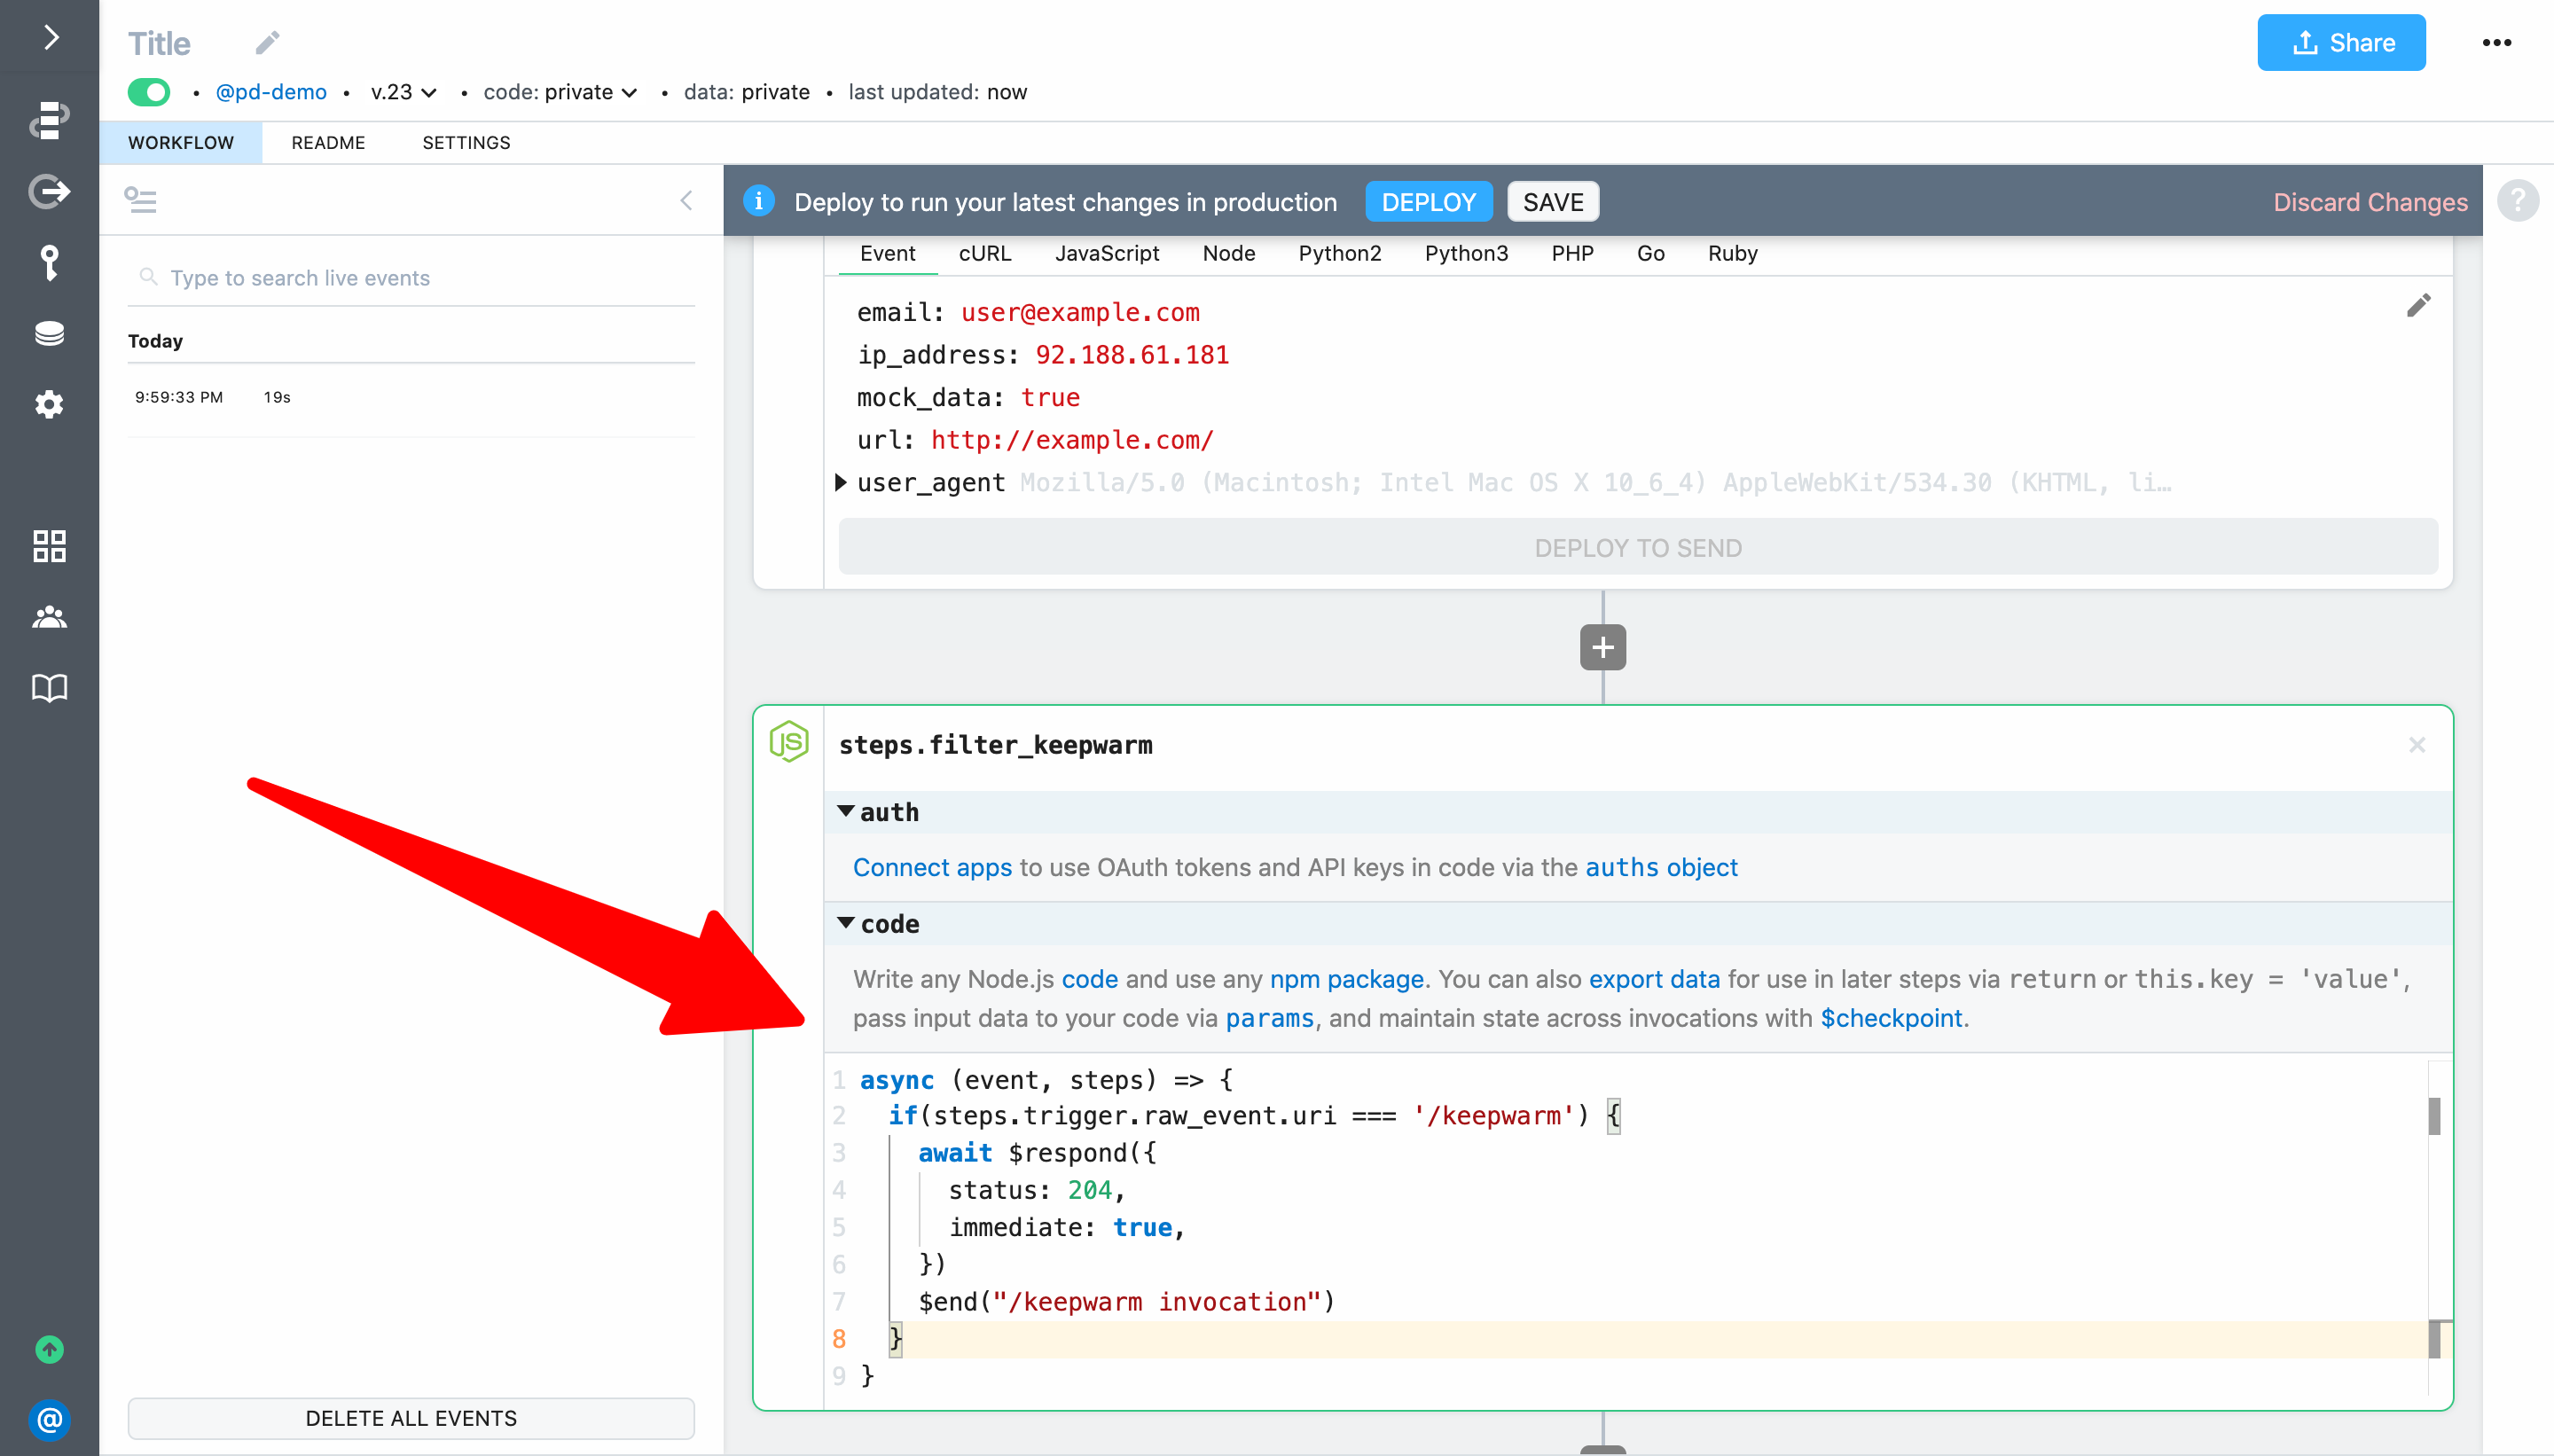 Title
Share
@pd-demo • v.23 • code: private • data: private • last updated: now
WORKFLOW README SETTINGS
Deploy to run your latest changes in production DEPLOY SAVE Discard Changes ?
Type to search live events
Today
9:59:33 PM 19s
DELETE ALL EVENTS
Event cURL JavaScript Node Python2 Python3 PHP Go Ruby
email: user@example.com
ip_address: 92.188.61.181
mock_data: true
url: http://example.com/
user_agent Mozilla/5.0 (Macintosh; Intel Mac OS X 10_6_4) AppleWebKit/534.30 (KHTML, li…
DEPLOY TO SEND
JS steps.filter_keepwarm
auth
Connect apps to use OAuth tokens and API keys in code via the auths object
code
Write any Node.js code and use any npm package. You can also export data for use in later steps via return or this.key = 'value',
pass input data to your code via params, and maintain state across invocations with $checkpoint.
1 async (event, steps) => {
2 if(steps.trigger.raw_event.uri === '/keepwarm') {
3 await $respond({
4 status: 204,
5 immediate: true,
6 })
7 $end("/keepwarm invocation")
8 }
9 }